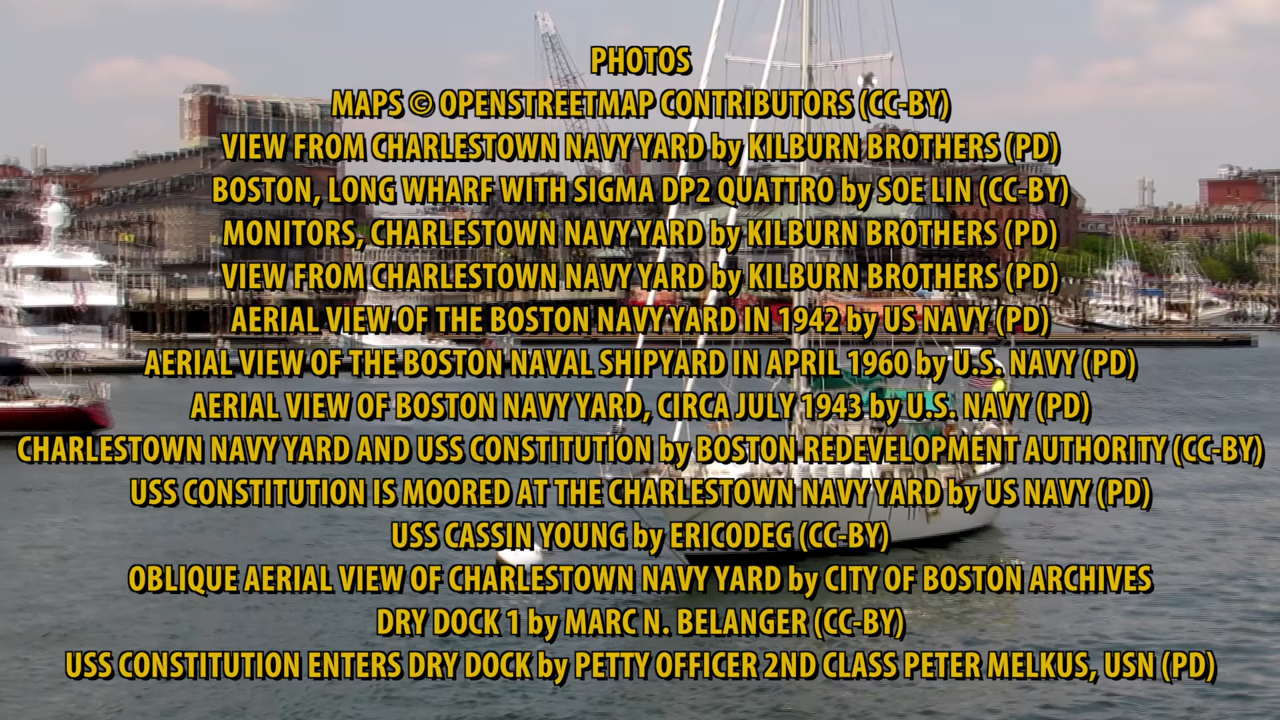 PHOTOS
MAPS © OPENSTREETMAP CONTRIBUTORS (CC-BY)
VIEW FROM CHARLESTOWN NAVY YARD by KILBURN BROTHERS (PD)
BOSTON, LONG WHARF WITH SIGMA DP2 QUATTRO by SOE LIN (CC-BY)
MONITORS, CHARLESTOWN NAVY YARD by KILBURN BROTHERS (PD)
VIEW FROM CHARLESTOWN NAVY YARD by KILBURN BROTHERS (PD)
AERIAL VIEW OF THE BOSTON NAVY YARD IN 1942 by US NAVY (PD)
AERIAL VIEW OF THE BOSTON NAVAL SHIPYARD IN APRIL 1960 by U.S. NAVY (PD)
AERIAL VIEW OF BOSTON NAVY YARD, CIRCA JULY 1943 by U.S. NAVY (PD)
CHARLESTOWN NAVY YARD AND USS CONSTITUTION by BOSTON REDEVELOPMENT AUTHORITY (CC-BY)
USS CONSTITUTION IS MOORED AT THE CHARLESTOWN NAVY YARD by US NAVY (PD)
USS CASSIN YOUNG by ERICODEG (CC-BY)
OBLIQUE AERIAL VIEW OF CHARLESTOWN NAVY YARD by CITY OF BOSTON ARCHIVES
DRY DOCK 1 by MARC N. BELANGER (CC-BY)
USS CONSTITUTION ENTERS DRY DOCK by PETTY OFFICER 2ND CLASS PETER MELKUS, USN (PD)